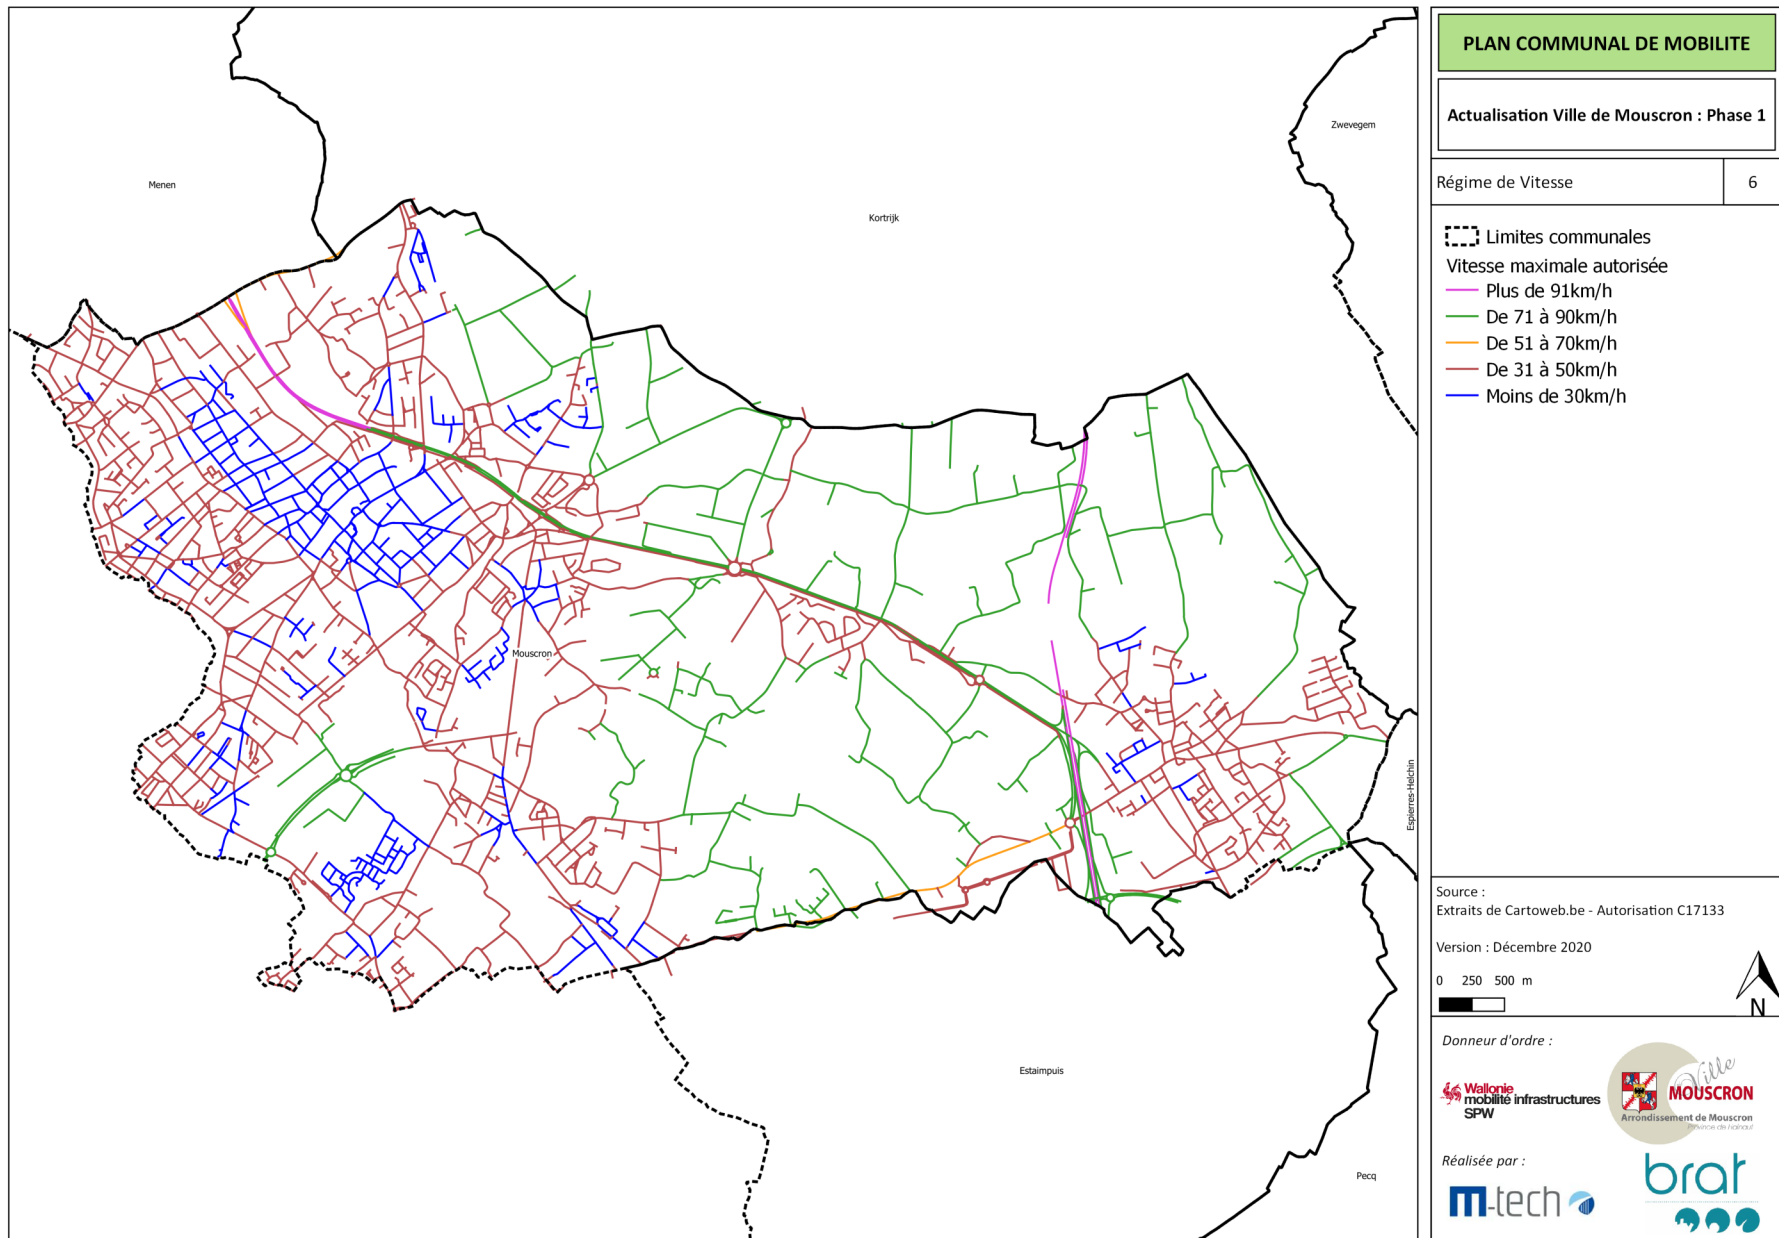 PLAN COMMUNAL DE MOBILITE
Actualisation Ville de Mouscron : Phase 1
Régime de Vitesse
6
Limites communales
Vitesse maximale autorisée
Plus de 91km/h
De 71 à 90km/h
De 51 à 70km/h
De 31 à 50km/h
Moins de 30km/h
Menen
Kortrijk
Zwevegem
Mouscron
Espierres-Helchin
Estaimpuis
Pecq
Source :
Extraits de Cartoweb.be - Autorisation C17133
Version : Décembre 2020
0 250 500 m
N
Donneur d'ordre :
Wallonie
mobilité infrastructures
SPW
Ville
MOUSCRON
Arrondissement de Mouscron
Province de Hainaut
Réalisée par :
m-tech
brat